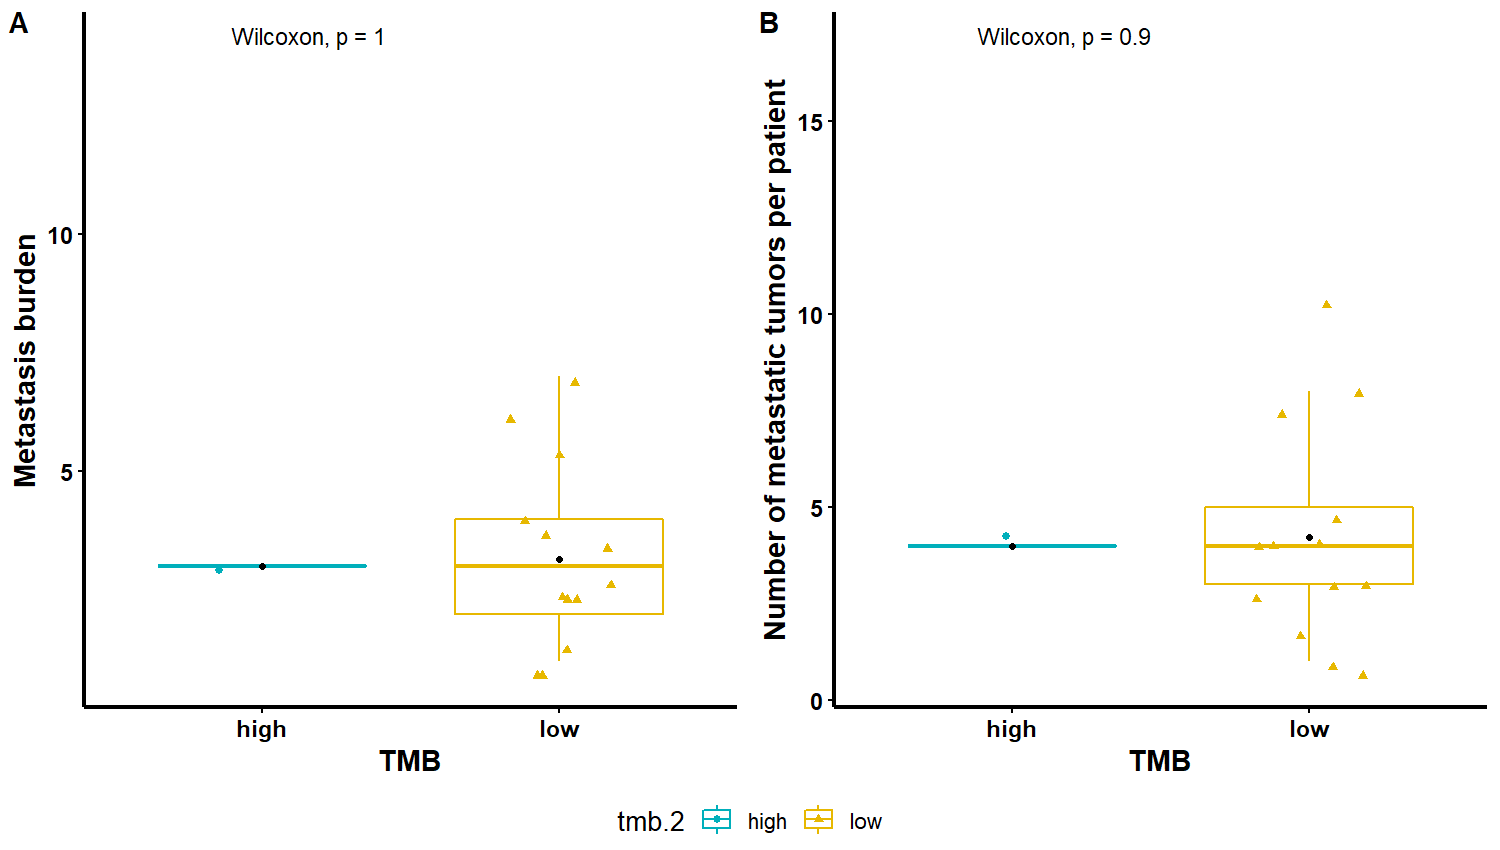 A
Wilcoxon, p = 1
Metastasis burden
10
5
high
low
TMB
B
Wilcoxon, p = 0.9
Number of metastatic tumors per patient
15
10
5
0
high
low
TMB
tmb.2
high
low